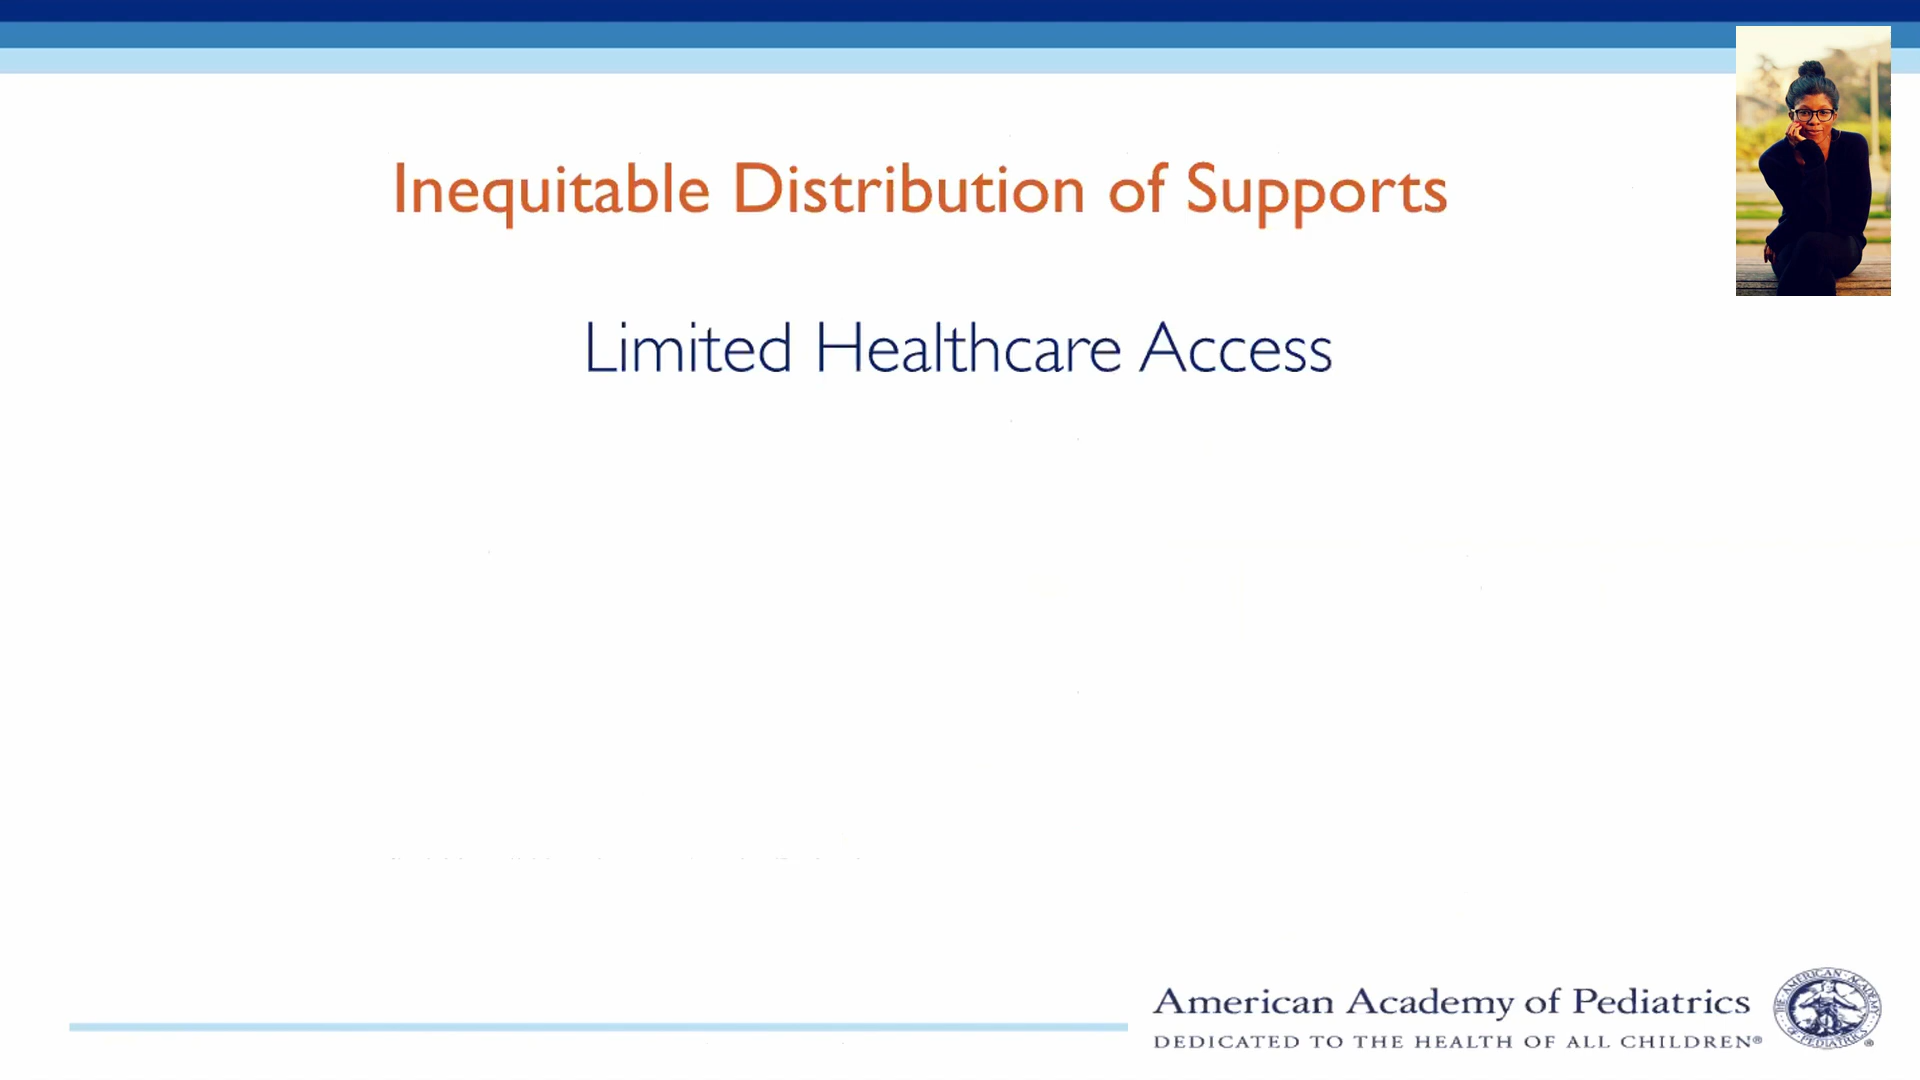 Inequitable Distribution of Supports
Limited Healthcare Access
American Academy of Pediatrics
DEDICATED TO THE HEALTH OF ALL CHILDREN®